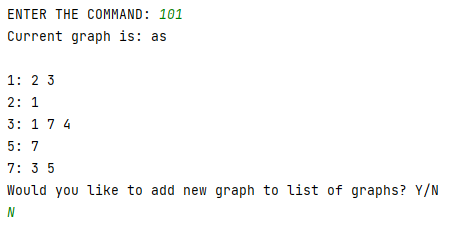 ENTER THE COMMAND: 101
Current graph is: as
1: 2 3
2: 1
3: 1 7 4
5: 7
7: 3 5
Would you like to add new graph to list of graphs? Y/N
N